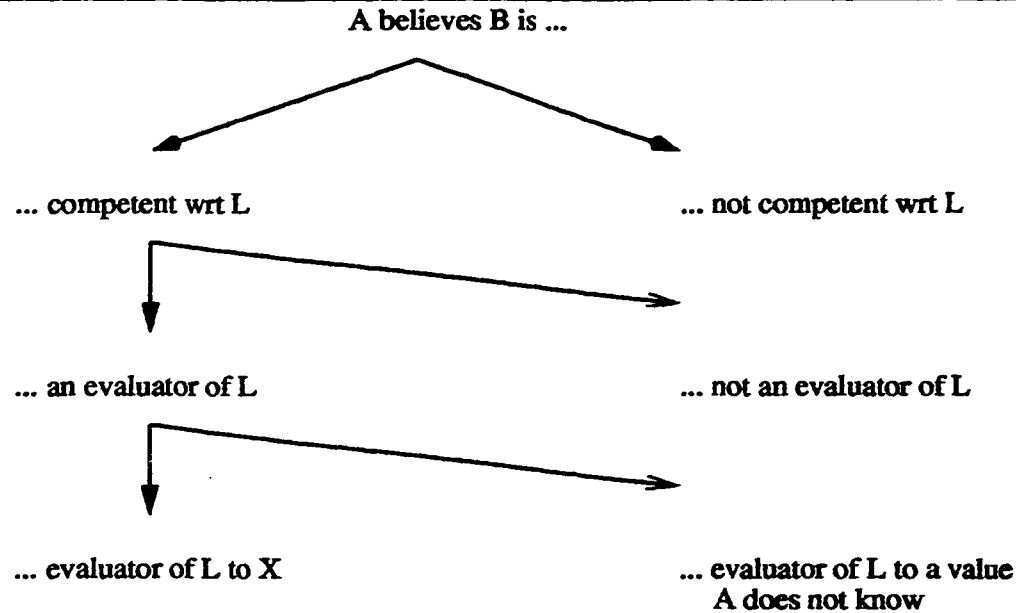 A believes B is ...
... competent wrt L
... not competent wrt L
... an evaluator of L
... not an evaluator of L
... evaluator of L to X
... evaluator of L to a value
A does not know